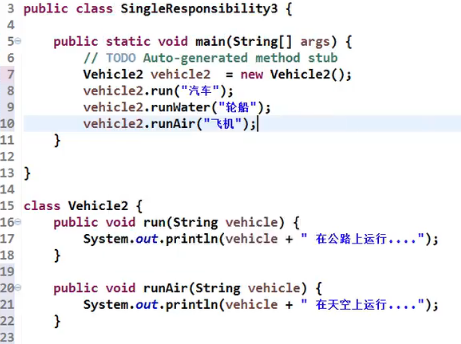 3 public class SingleResponsibility3 {
4
5 public static void main(String[] args) {
6 // TODO Auto-generated method stub
7 Vehicle2 vehicle2  = new Vehicle2();
8 vehicle2.run("汽车");
9 vehicle2.runWater("轮船");
10 vehicle2.runAir("飞机");
11 }
12
13 }
14
15 class Vehicle2 {
16 public void run(String vehicle) {
17 System.out.println(vehicle + " 在公路上运行....");
18 }
19
20 public void runAir(String vehicle) {
21 System.out.println(vehicle + " 在天空上运行....");
22 }
23